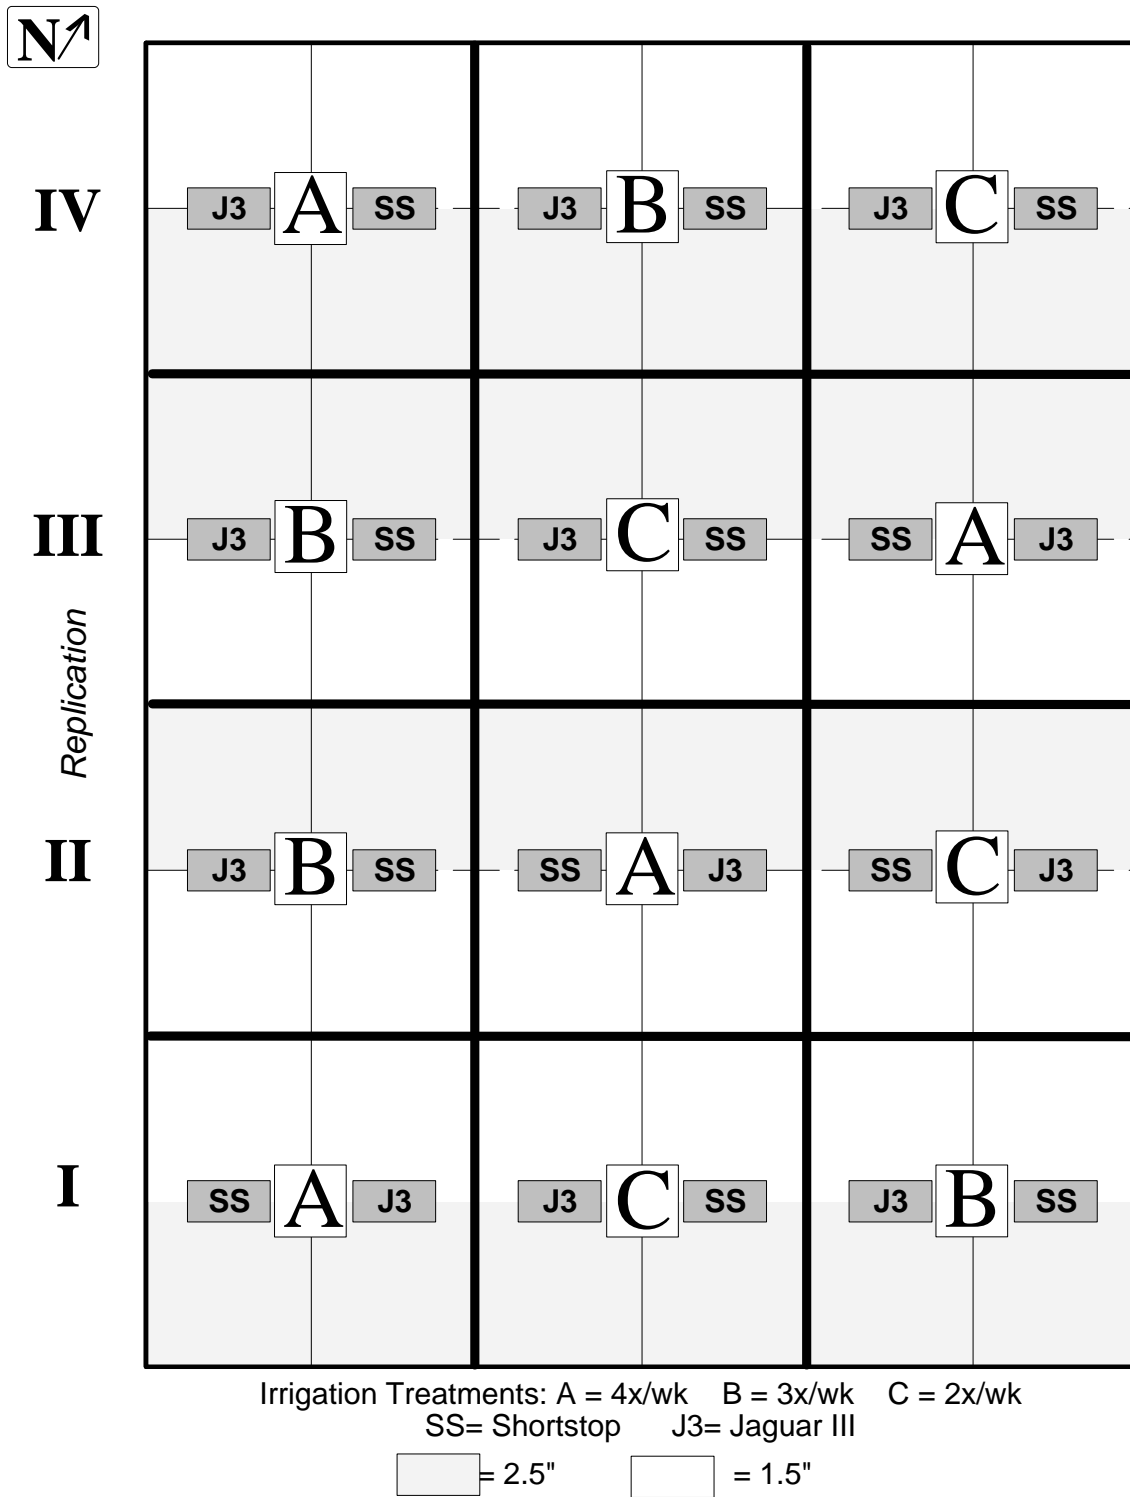 N
IV
J3 A SS J3 B SS J3 C SS
III
J3 B SS J3 C SS SS A J3
Replication
II
J3 B SS SS A J3 SS C J3
I
SS A J3 J3 C SS J3 B SS
Irrigation Treatments: A = 4x/wk B = 3x/wk C = 2x/wk
SS= Shortstop J3= Jaguar III
= 2.5" = 1.5"